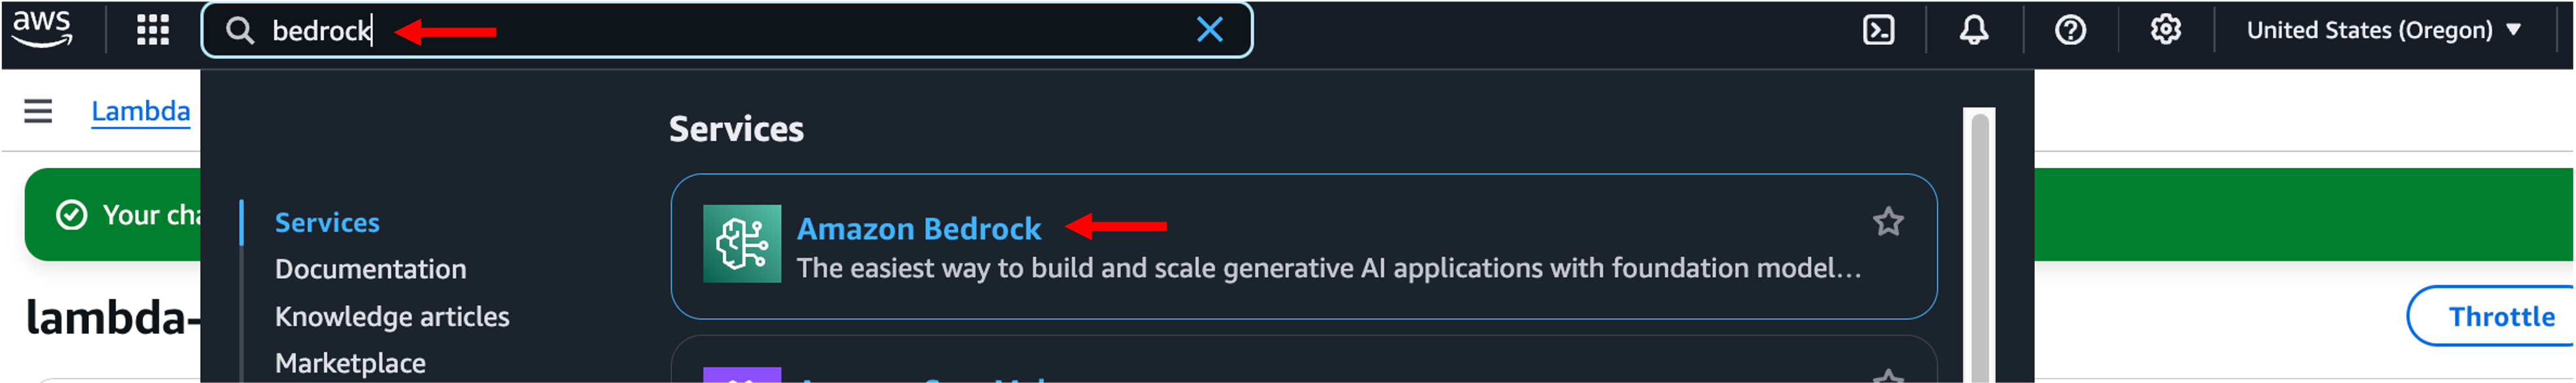 aws
bedrock
United States (Oregon)
Lambda
Services
Your
Services
Amazon Bedrock
The easiest way to build and scale generative AI applications with foundation model...
Documentation
Knowledge articles
lambda-
Throttle
Marketplace